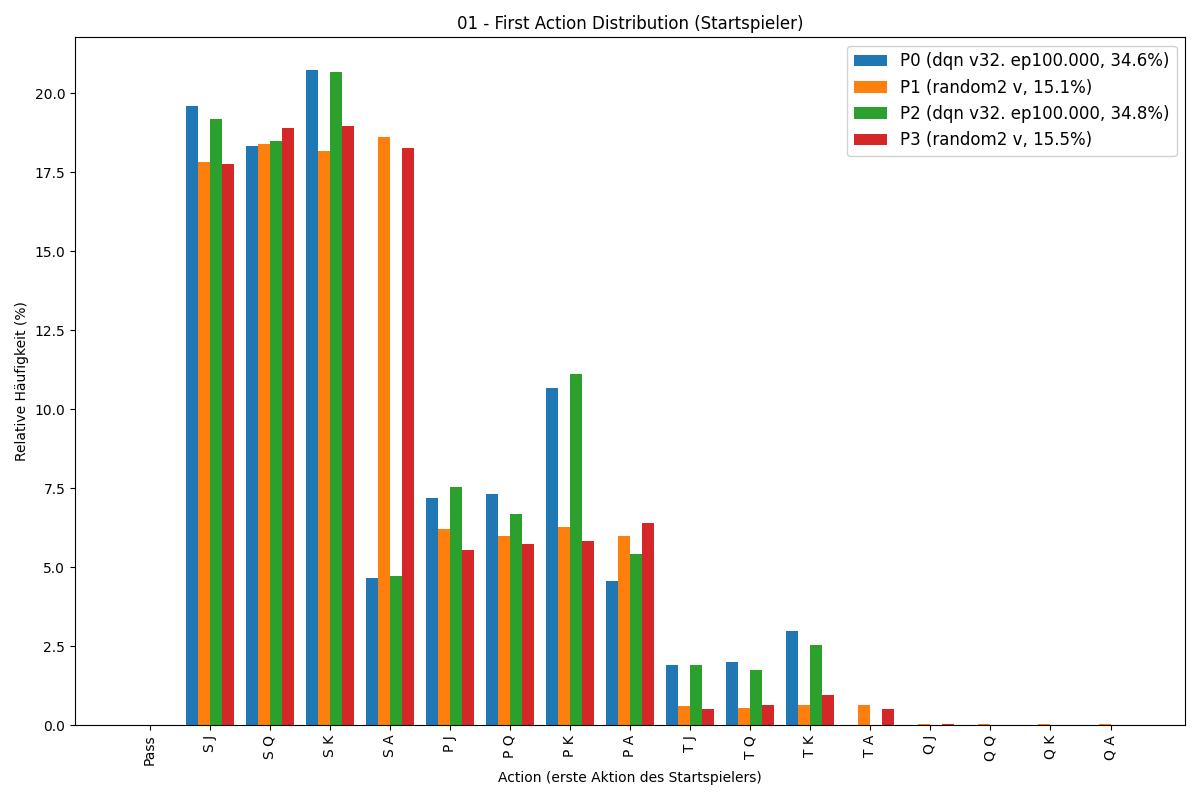 01 - First Action Distribution (Startspieler)
P0 (dqn v32. ep100.000, 34.6%)
P1 (random2 v, 15.1%)
P2 (dqn v32. ep100.000, 34.8%)
P3 (random2 v, 15.5%)
Relative Häufigkeit (%)
20.0
17.5
15.0
12.5
10.0
7.5
5.0
2.5
0.0
Pass
S J
S Q
S K
S A
P J
P Q
P K
P A
T J
T Q
T K
T A
Q J
Q Q
Q K
Q A
Action (erste Aktion des Startspielers)